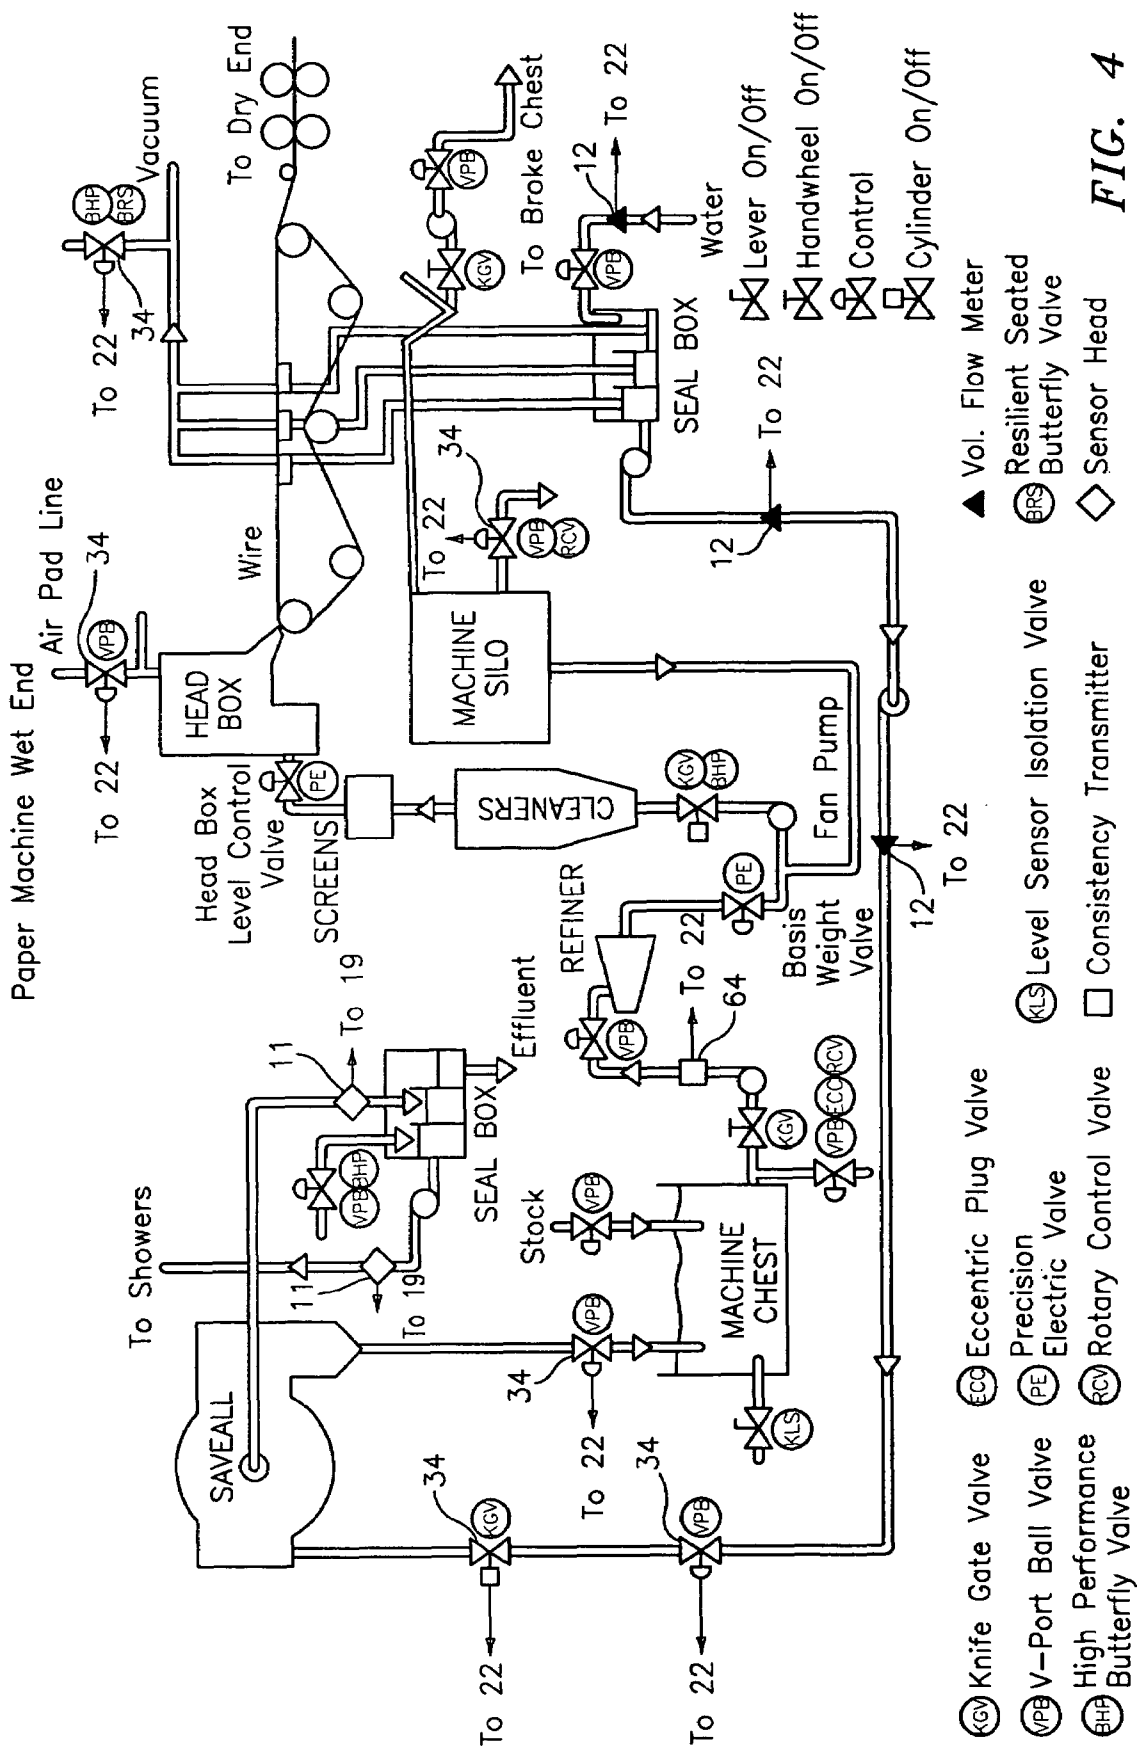 Paper Machine Wet End
To Showers
SAVEALL
11
To 19
11
To 19
VPB
BHP
SEAL BOX
Effluent
Head Box
Level Control
Valve
SCREENS
PE
HEAD
BOX
To 22
VPB
34
Air Pad Line
Wire
To 22
34
BHP
BRS
Vacuum
To Dry End
CLEANERS
KGV
BHP
MACHINE
SILO
To 22
34
VPB
RCV
KGV
VPB
To Broke Chest
SEAL BOX
VPB
12
To 22
Water
To 22
12
Fan Pump
REFINER
VPB
PE
Basis
Weight
Valve
To 22
64
KGV
VPB
ECC
RCV
Stock
VPB
VPB
34
To 22
MACHINE
CHEST
KLS
34
KGV
To 22
34
VPB
To 22
12
To 22
Lever On/Off
Handwheel On/Off
Control
Cylinder On/Off
KGV Knife Gate Valve
VPB V-Port Ball Valve
BHP High Performance
Butterfly Valve
ECC Eccentric Plug Valve
PE Precision
Electric Valve
RCV Rotary Control Valve
KLS Level Sensor Isolation Valve
Consistency Transmitter
Vol. Flow Meter
BRS Resilient Seated
Butterfly Valve
Sensor Head
FIG. 4